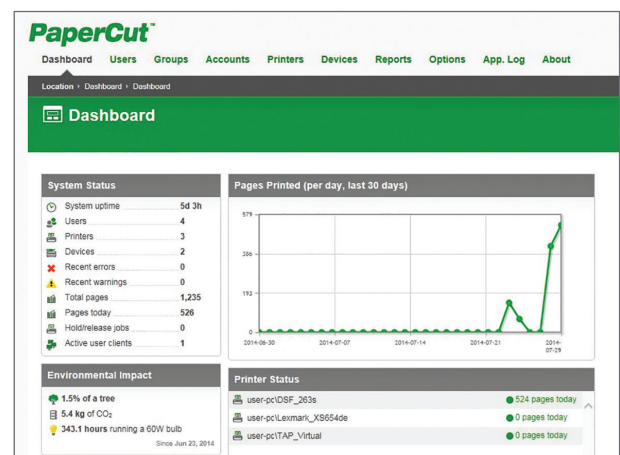 PaperCut™
Dashboard Users Groups Accounts Printers Devices Reports Options App. Log About
Location › Dashboard › Dashboard
Dashboard
System Status
System uptime 5d 3h
Users 4
Printers 3
Devices 2
Recent errors 0
Recent warnings 0
Total pages 1,235
Pages today 526
Hold/release jobs 0
Active user clients 1
Pages Printed (per day, last 30 days)
579
386
193
0
2014-06-30 2014-07-07 2014-07-14 2014-07-21 2014-07-29
Environmental Impact
1.5% of a tree
5.4 kg of CO₂
343.1 hours running a 60W bulb
Since Jun 23, 2014
Printer Status
user-pc\DSF_263s 524 pages today
user-pc\Lexmark_XS654de 0 pages today
user-pc\TAP_Virtual 0 pages today